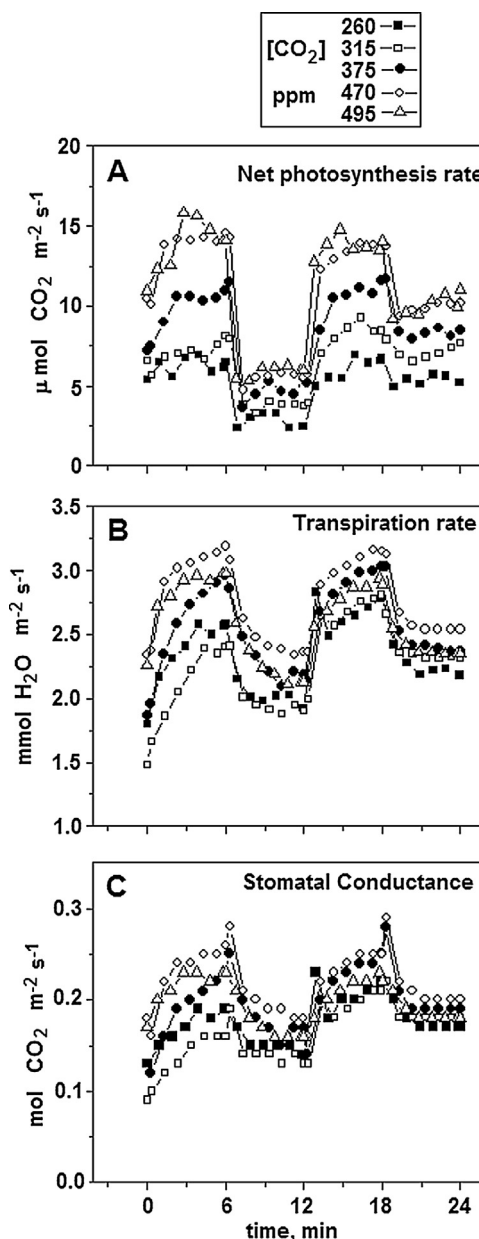 260
[CO₂] 315
375
ppm 470
495
A Net photosynthesis rate
20
15
10
5
0
μ mol CO₂ m⁻² s⁻¹
B Transpiration rate
3.5
3.0
2.5
2.0
1.5
1.0
mmol H₂O m⁻² s⁻¹
C Stomatal Conductance
0.3
0.2
0.1
0.0
mol CO₂ m⁻² s⁻¹
0 6 12 18 24
time, min